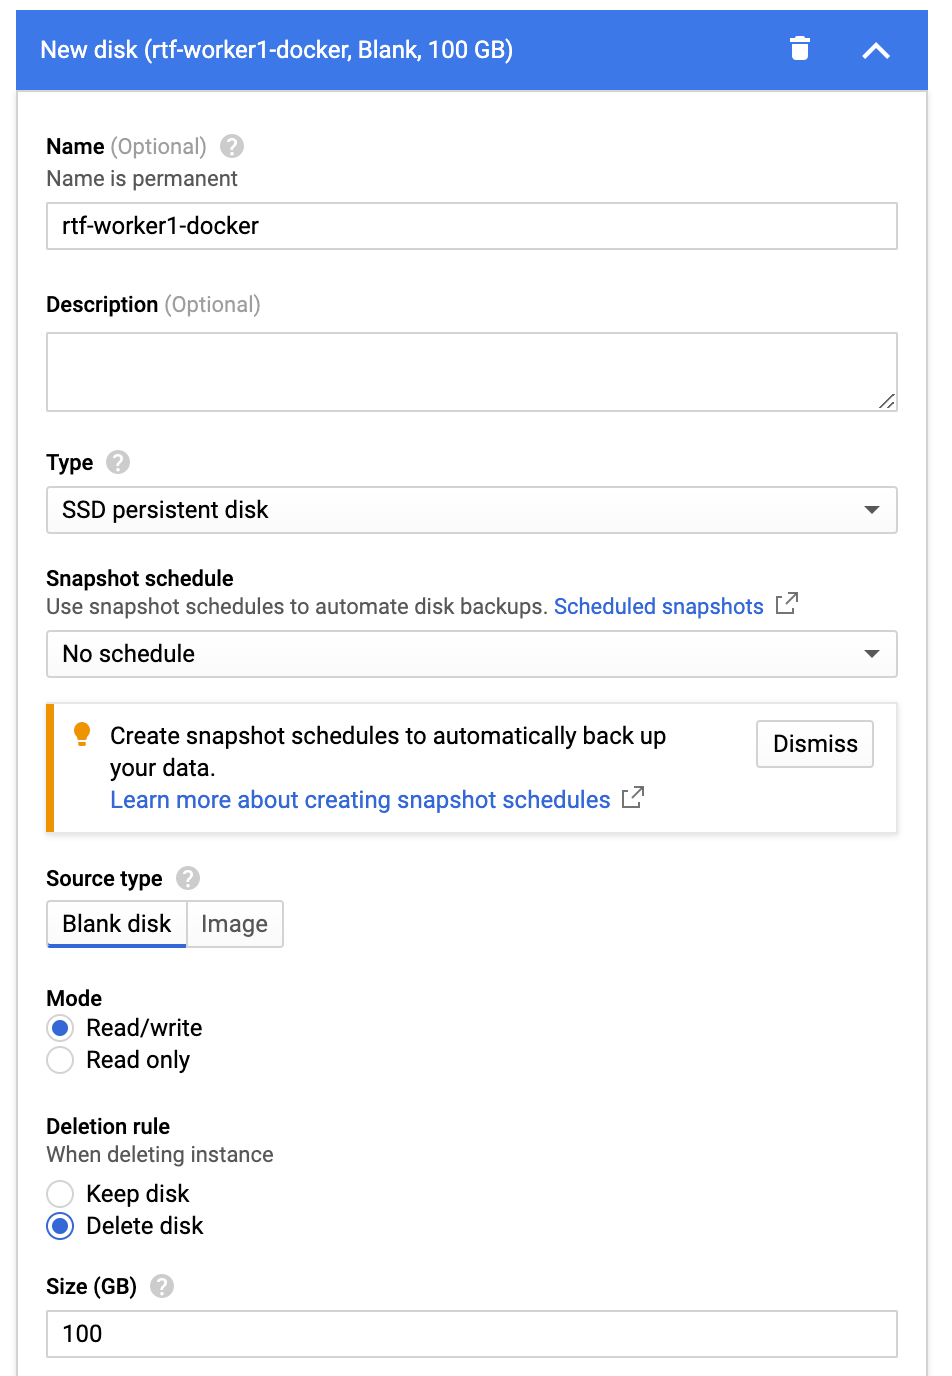 New disk (rtf-worker1-docker, Blank, 100 GB)
Name (Optional) ?
Name is permanent
rtf-worker1-docker
Description (Optional)
Type ?
SSD persistent disk
Snapshot schedule
Use snapshot schedules to automate disk backups. Scheduled snapshots
No schedule
Create snapshot schedules to automatically back up
your data.
Dismiss
Learn more about creating snapshot schedules
Source type ?
Blank disk Image
Mode
Read/write
Read only
Deletion rule
When deleting instance
Keep disk
Delete disk
Size (GB) ?
100